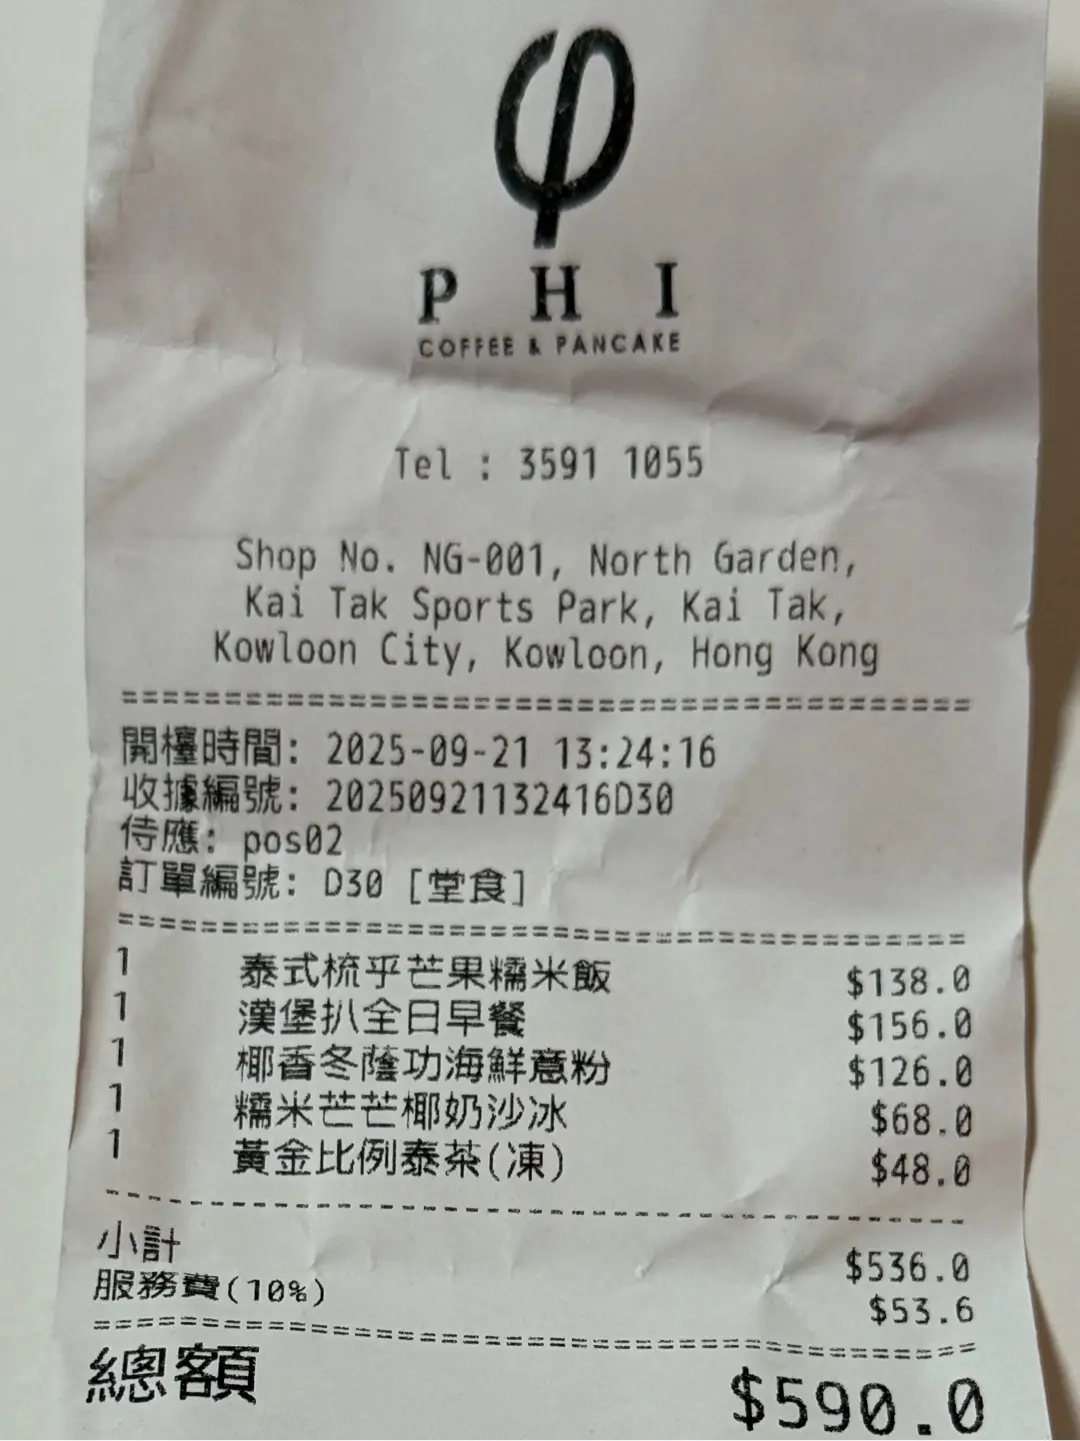 φ
PHI
COFFEE & PANCAKE
Tel : 3591 1055
Shop No. NG-001, North Garden,
Kai Tak Sports Park, Kai Tak,
Kowloon City, Kowloon, Hong Kong
開檯時間: 2025-09-21 13:24:16
收據編號: 20250921132416D30
侍應: pos02
訂單編號: D30 [堂食]
1 泰式梳乎芒果糯米飯 $138.0
1 漢堡扒全日早餐 $156.0
1 椰香冬蔭功海鮮意粉 $126.0
1 糯米芒芒椰奶沙冰 $68.0
1 黃金比例泰茶(凍) $48.0
小計 $536.0
服務費(10%) $53.6
總額 $590.0